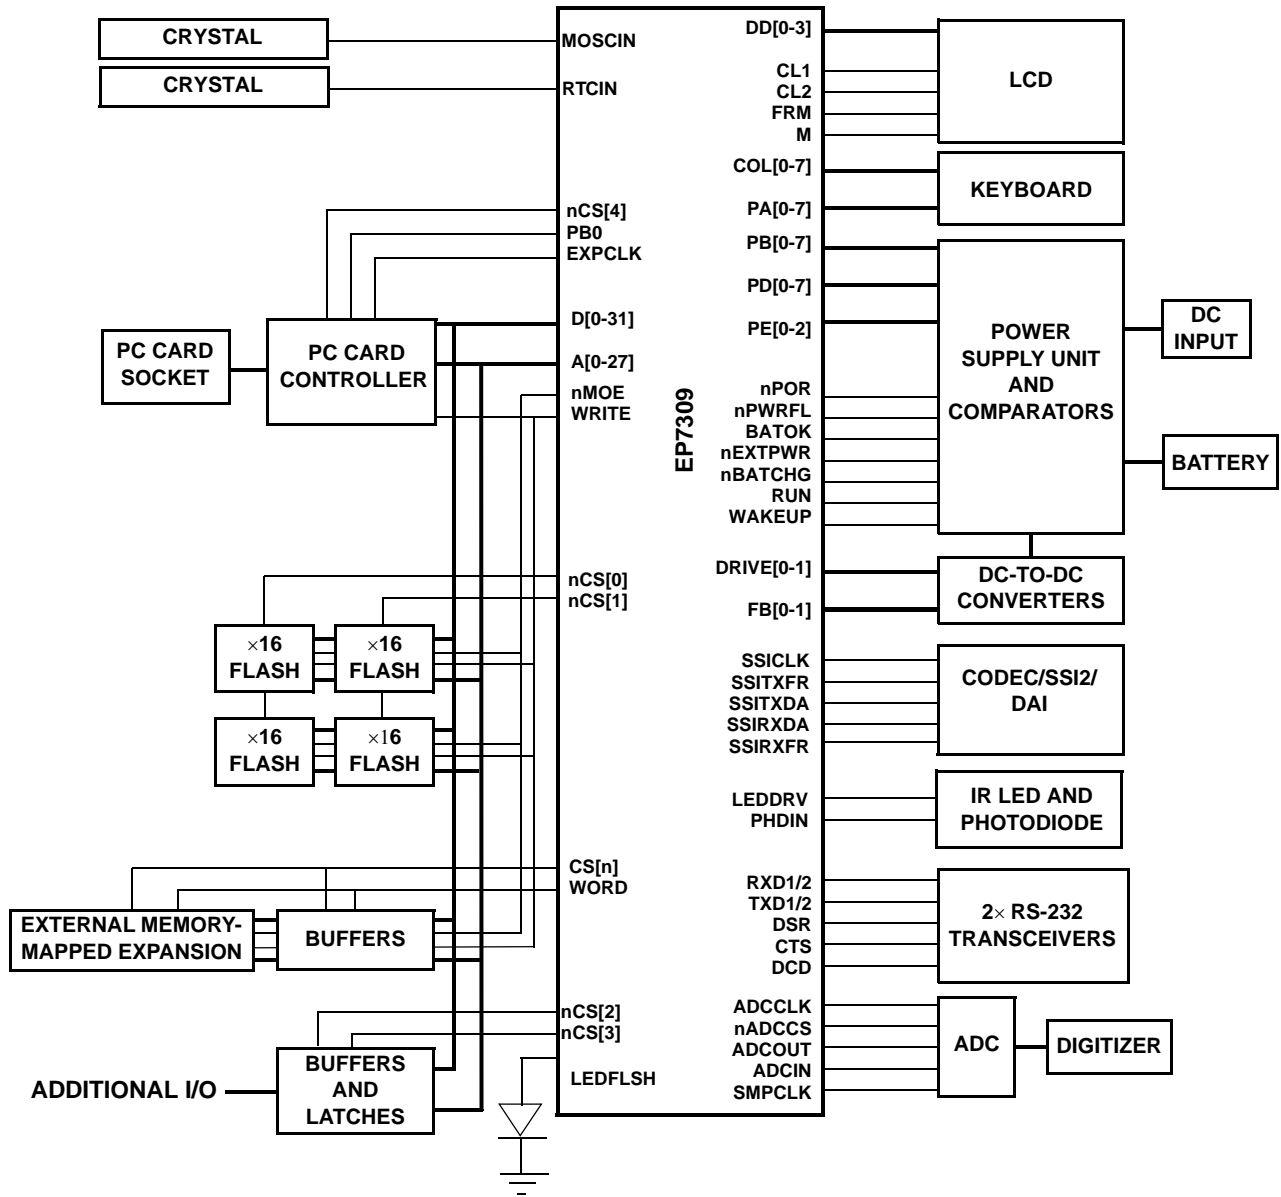 CRYSTAL
CRYSTAL
PC CARD
SOCKET
PC CARD
CONTROLLER
×16
FLASH
×16
FLASH
×16
FLASH
×16
FLASH
EXTERNAL MEMORY-
MAPPED EXPANSION
BUFFERS
ADDITIONAL I/O
BUFFERS
AND
LATCHES
MOSCIN
RTCIN
nCS[4]
PB0
EXPCLK
D[0-31]
A[0-27]
nMOE
WRITE
nCS[0]
nCS[1]
CS[n]
WORD
nCS[2]
nCS[3]
LEDFLSH
EP7309
DD[0-3]
CL1
CL2
FRM
M
COL[0-7]
PA[0-7]
PB[0-7]
PD[0-7]
PE[0-2]
nPOR
nPWRFL
BATOK
nEXTPWR
nBATCHG
RUN
WAKEUP
DRIVE[0-1]
FB[0-1]
SSICLK
SSITXFR
SSITXDA
SSIRXDA
SSIRXFR
LEDDRV
PHDIN
RXD1/2
TXD1/2
DSR
CTS
DCD
ADCCLK
nADCCS
ADCOUT
ADCIN
SMPCLK
LCD
KEYBOARD
POWER
SUPPLY UNIT
AND
COMPARATORS
DC
INPUT
BATTERY
DC-TO-DC
CONVERTERS
CODEC/SSI2/
DAI
IR LED AND
PHOTODIODE
2× RS-232
TRANSCEIVERS
ADC
DIGITIZER